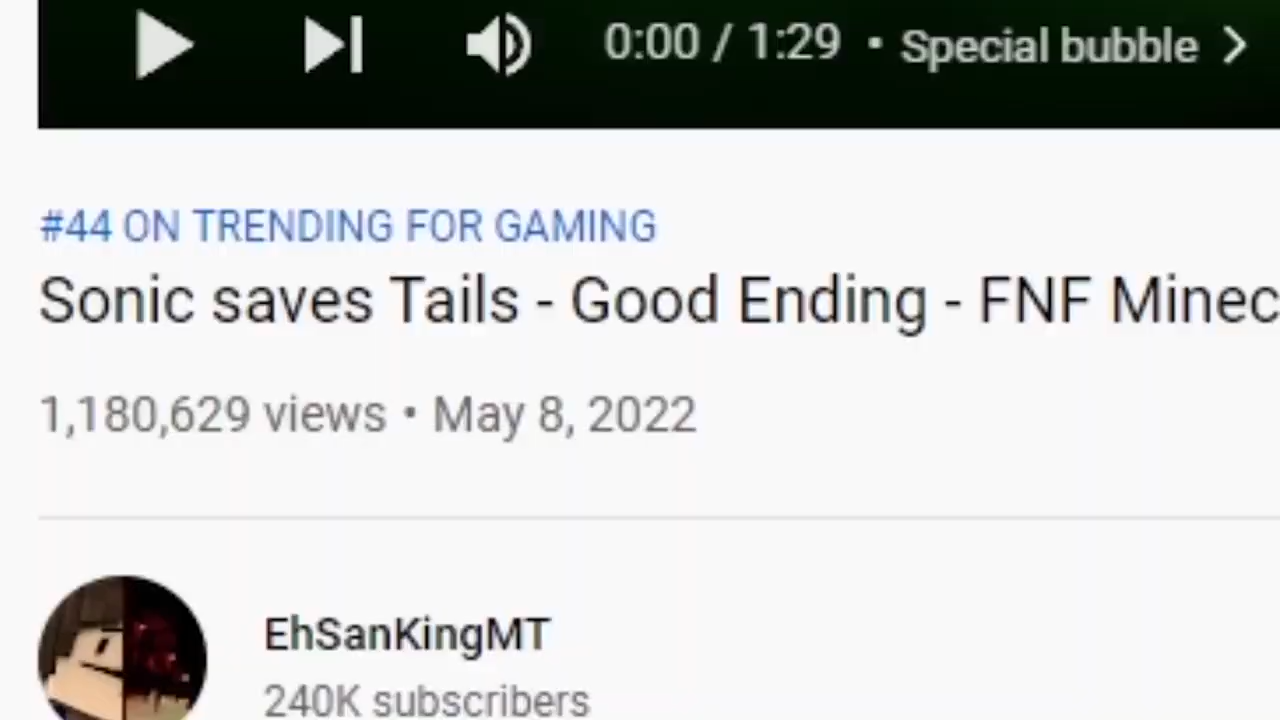 0:00 / 1:29 • Special bubble
#44 ON TRENDING FOR GAMING
Sonic saves Tails - Good Ending - FNF Minec
1,180,629 views • May 8, 2022
EhSanKingMT
240K subscribers